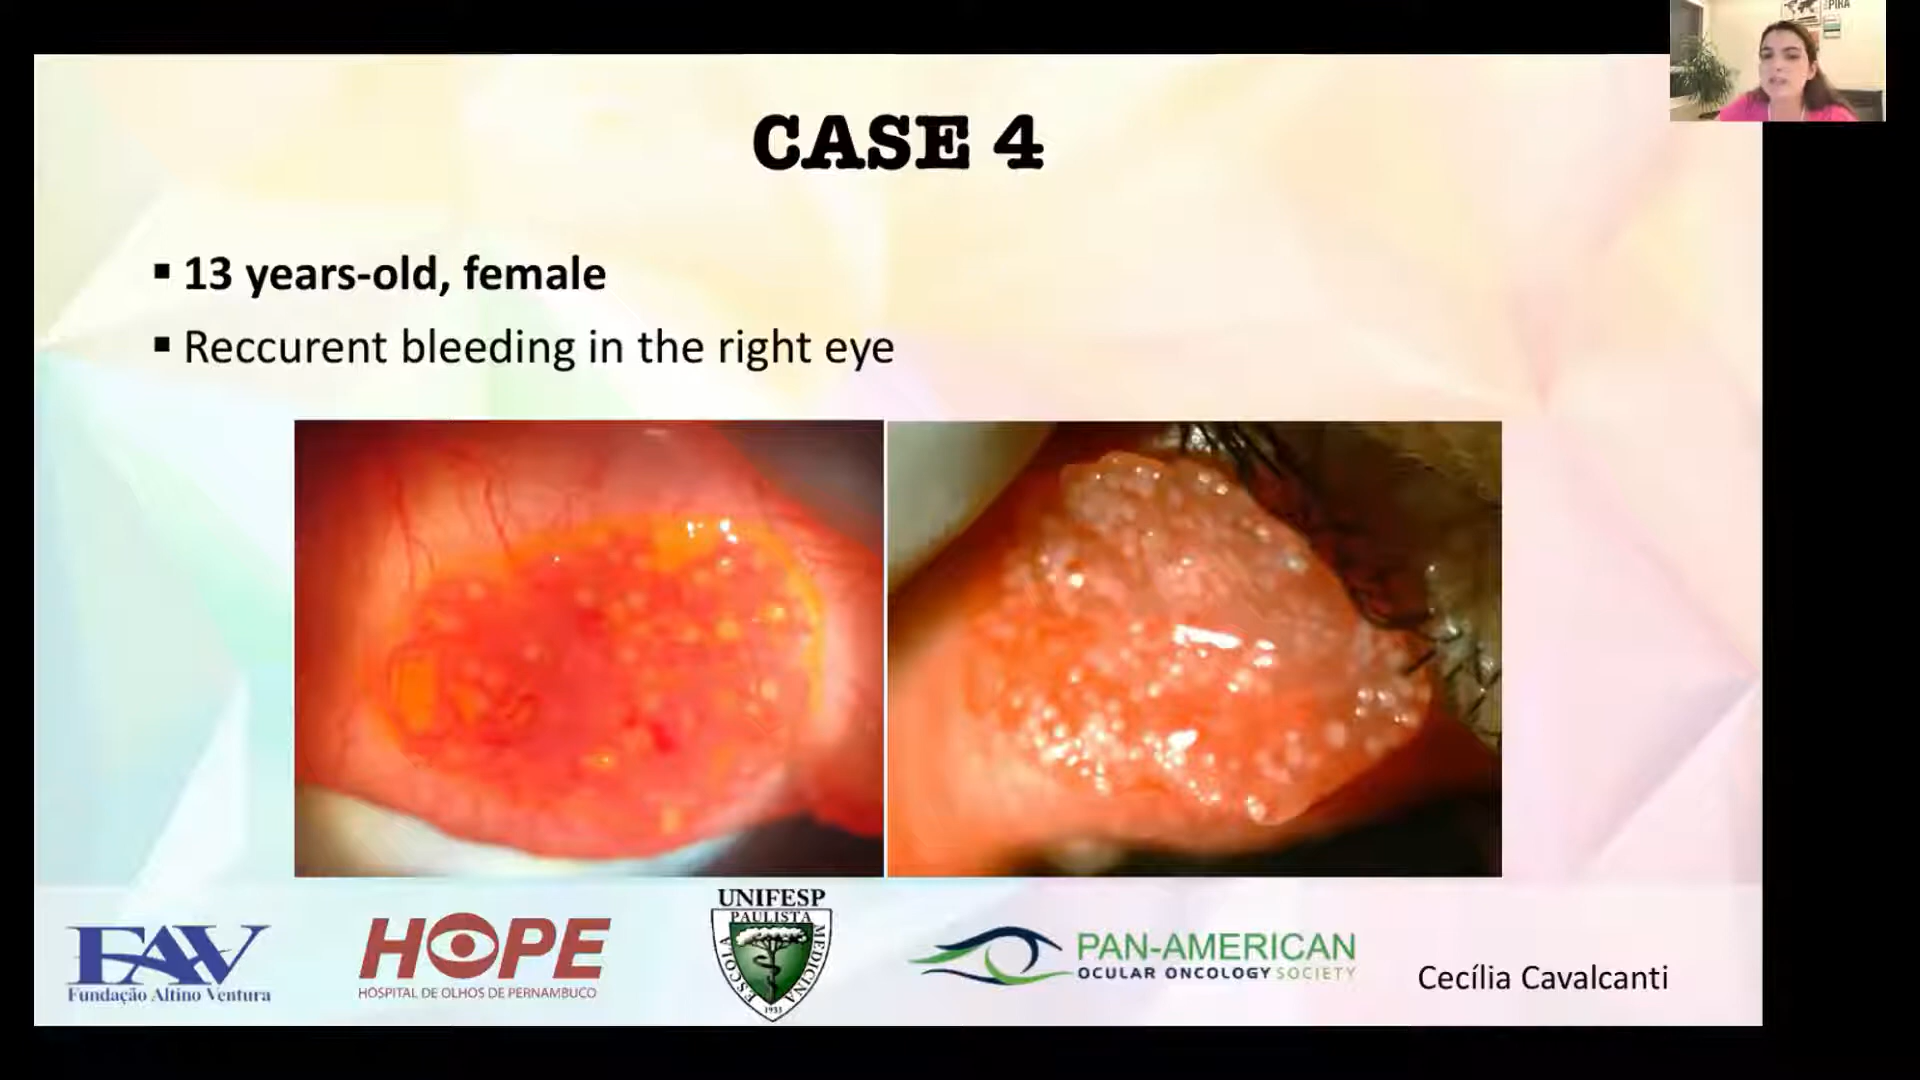 PIRA
CASE 4
▪ 13 years-old, female
▪ Reccurent bleeding in the right eye
FAV
Fundação Altino Ventura
HOPE
HOSPITAL DE OLHOS DE PERNAMBUCO
UNIFESP
PAULISTA
ESCOLA
MEDICINA
1933
PAN-AMERICAN
OCULAR ONCOLOGY SOCIETY
Cecília Cavalcanti